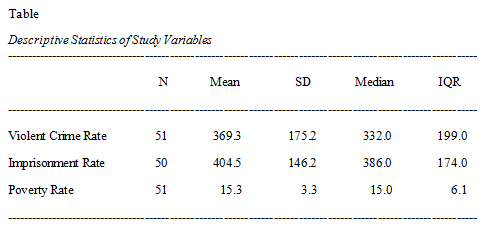 Table
Descriptive Statistics of Study Variables
N Mean SD Median IQR
Violent Crime Rate 51 369.3 175.2 332.0 199.0
Imprisonment Rate 50 404.5 146.2 386.0 174.0
Poverty Rate 51 15.3 3.3 15.0 6.1